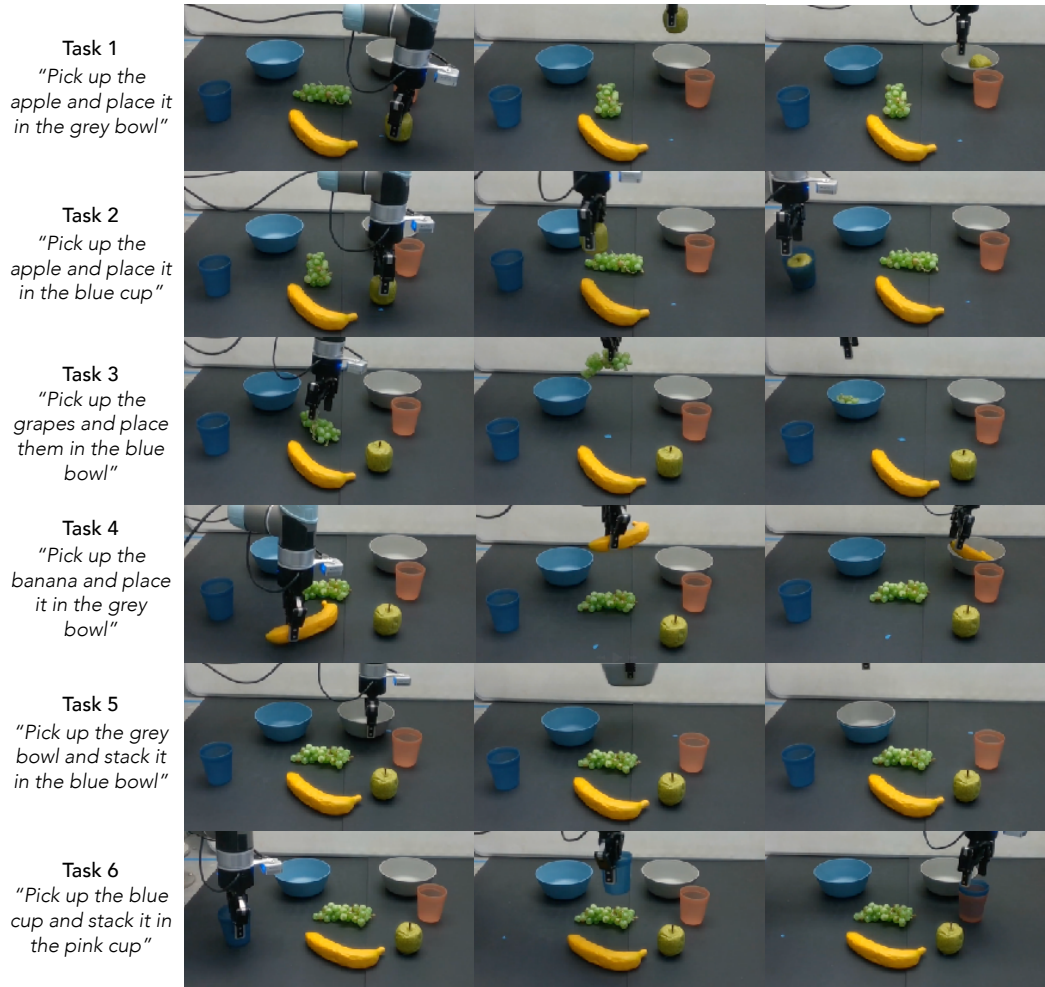 Task 1
"Pick up the
apple and place it
in the grey bowl"
Task 2
"Pick up the
apple and place it
in the blue cup"
Task 3
"Pick up the
grapes and place
them in the blue
bowl"
Task 4
"Pick up the
banana and place
it in the grey
bowl"
Task 5
"Pick up the grey
bowl and stack it
in the blue bowl"
Task 6
"Pick up the blue
cup and stack it in
the pink cup"